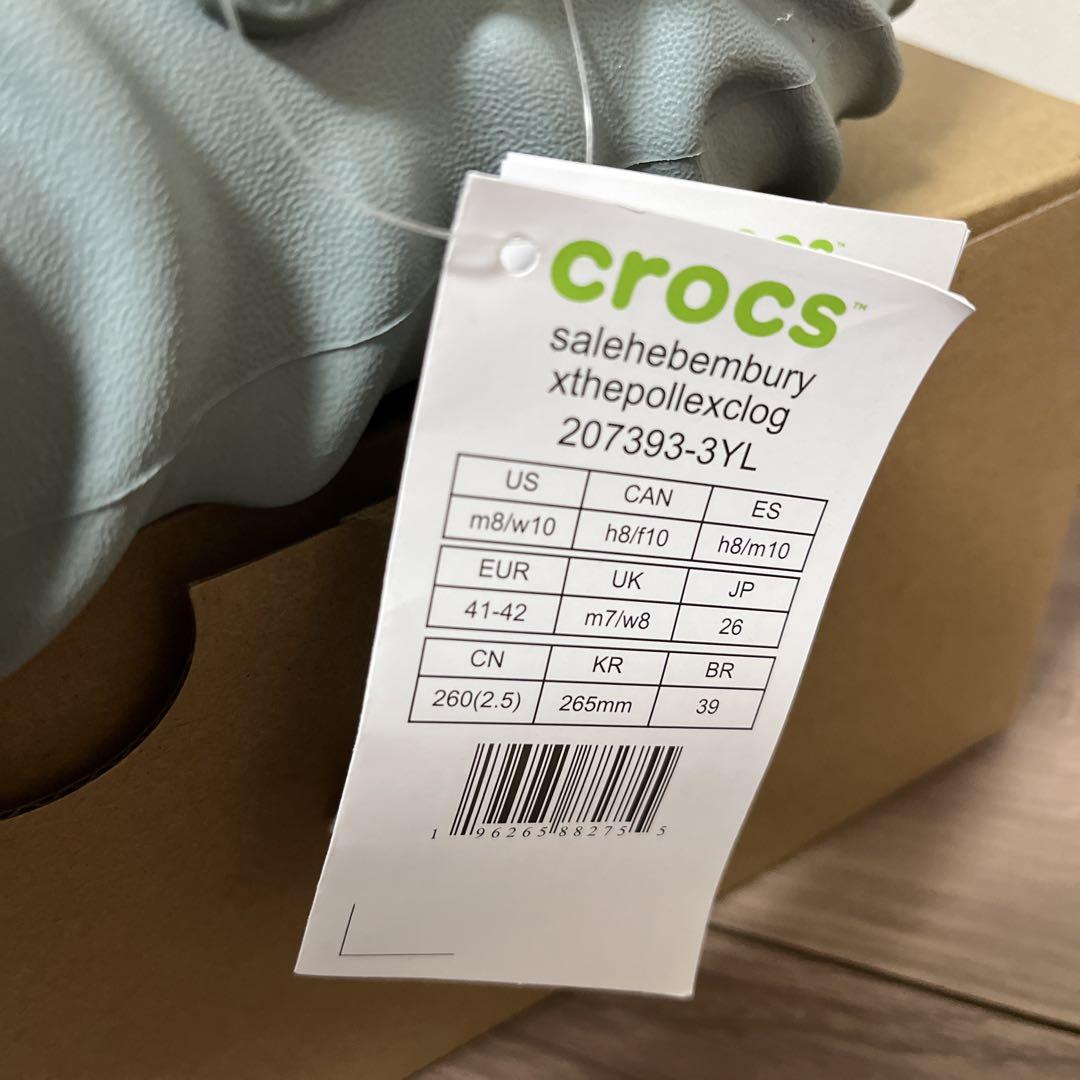 crocs™
salehebembury
xthepollexclog
207393-3YL
US CAN ES
m8/w10 h8/f10 h8/m10
EUR UK JP
41-42 m7/w8 26
CN KR BR
260(2.5) 265mm 39
1 96265 88275 5